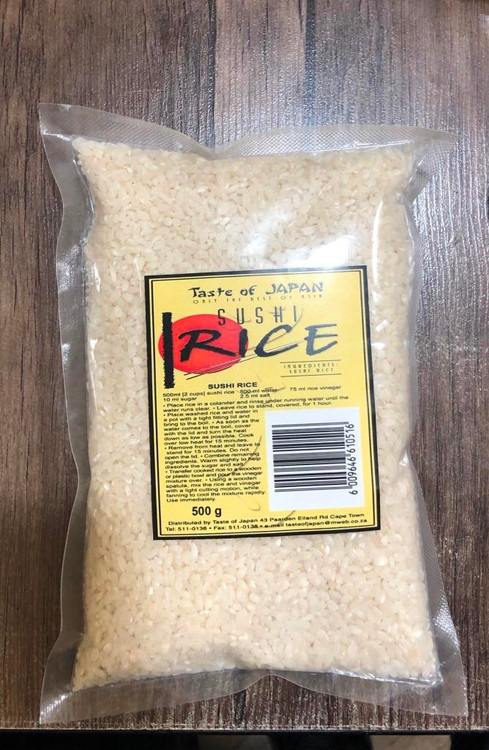 Taste of JAPAN
ONLY THE BEST OF ASIA
SUSHI
RICE
INGREDIENTS:
SUSHI RICE
SUSHI RICE
500ml [2 cups] sushi rice · 600 ml water · 75 ml rice vinegar
10 ml sugar 2.5 ml salt
• Place rice in a colander and rinse under running water until the
water runs clear. • Leave rice to stand, covered, for 1 hour.
• Place washed rice and water in
a pot with a tight fitting lid and
bring to the boil. • As soon as the
water comes to the boil, cover
with the lid and turn the heat
down as low as possible. Cook
over low heat for 15 minutes.
• Remove from heat and leave to
stand for 15 minutes. Do not
open the lid. • Combine remaining
ingredients. Warm slightly to help
dissolve the sugar and salt.
• Transfer cooked rice to a wooden
or plastic bowl and pour the vinegar
mixture over. • Using a wooden
spatula, mix the rice and vinegar
with a light cutting motion, while
fanning to cool the mixture rapidly.
Use immediately.
6 009646 610516
500 g
Distributed by Taste of Japan 43 Paarden Eiland Rd Cape Town
Tel: 511-0136 • Fax: 511-0136 • e-mail tasteofjapan@mweb.co.za